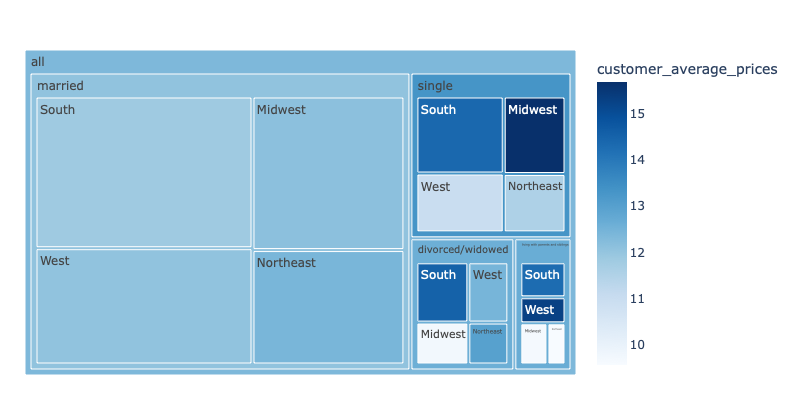 all
married
South
Midwest
West
Northeast
single
South
Midwest
West
Northeast
divorced/widowed
South
West
Midwest
Northeast
South
West
Midwest
customer_average_prices
15
14
13
12
11
10